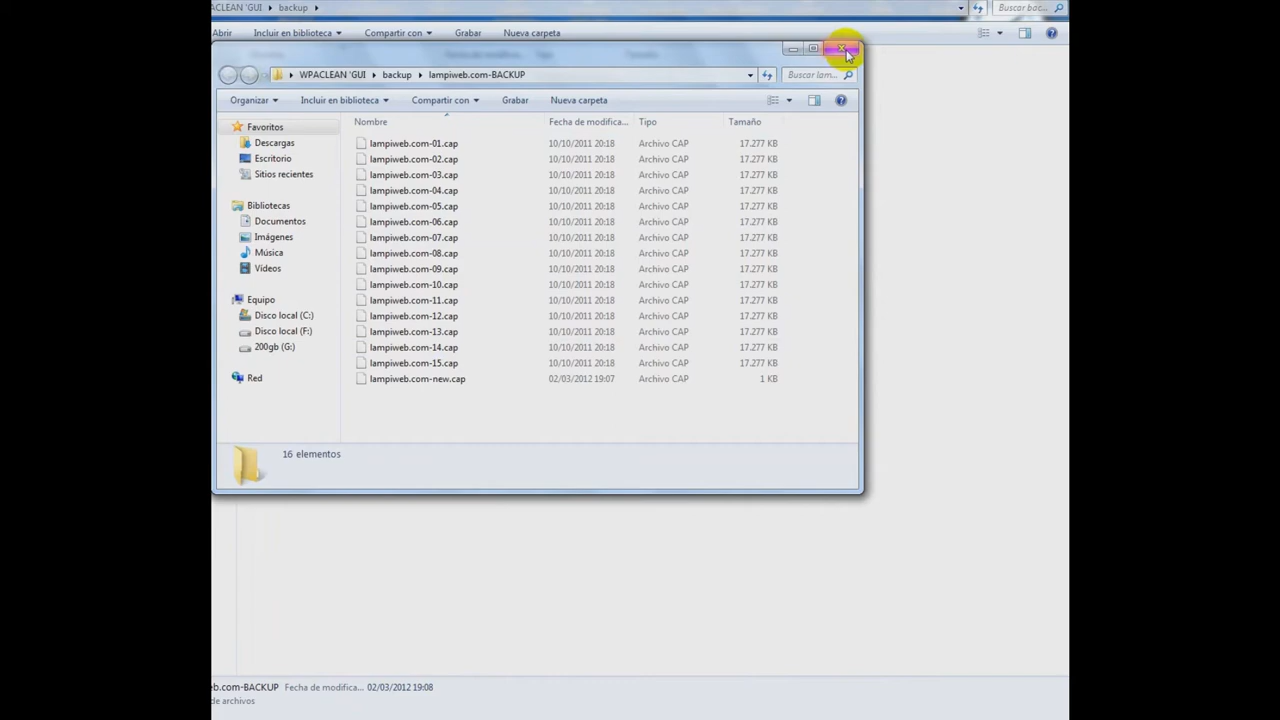 ACLEAN 'GUI backup Buscar bac...
Abrir Incluir en biblioteca Compartir con Grabar Nueva carpeta
WPACLEAN 'GUI backup lampiweb.com-BACKUP Buscar lam...
Organizar Incluir en biblioteca Compartir con Grabar Nueva carpeta
Favoritos
Descargas
Escritorio
Sitios recientes
Bibliotecas
Documentos
Imágenes
Música
Vídeos
Equipo
Disco local (C:)
Disco local (F:)
200gb (G:)
Red
Nombre Fecha de modifica... Tipo Tamaño
lampiweb.com-01.cap 10/10/2011 20:18 Archivo CAP 17.277 KB
lampiweb.com-02.cap 10/10/2011 20:18 Archivo CAP 17.277 KB
lampiweb.com-03.cap 10/10/2011 20:18 Archivo CAP 17.277 KB
lampiweb.com-04.cap 10/10/2011 20:18 Archivo CAP 17.277 KB
lampiweb.com-05.cap 10/10/2011 20:18 Archivo CAP 17.277 KB
lampiweb.com-06.cap 10/10/2011 20:18 Archivo CAP 17.277 KB
lampiweb.com-07.cap 10/10/2011 20:18 Archivo CAP 17.277 KB
lampiweb.com-08.cap 10/10/2011 20:18 Archivo CAP 17.277 KB
lampiweb.com-09.cap 10/10/2011 20:18 Archivo CAP 17.277 KB
lampiweb.com-10.cap 10/10/2011 20:18 Archivo CAP 17.277 KB
lampiweb.com-11.cap 10/10/2011 20:18 Archivo CAP 17.277 KB
lampiweb.com-12.cap 10/10/2011 20:18 Archivo CAP 17.277 KB
lampiweb.com-13.cap 10/10/2011 20:18 Archivo CAP 17.277 KB
lampiweb.com-14.cap 10/10/2011 20:18 Archivo CAP 17.277 KB
lampiweb.com-15.cap 10/10/2011 20:18 Archivo CAP 17.277 KB
lampiweb.com-new.cap 02/03/2012 19:07 Archivo CAP 1 KB
16 elementos
b.com-BACKUP Fecha de modifica... 02/03/2012 19:08
de archivos